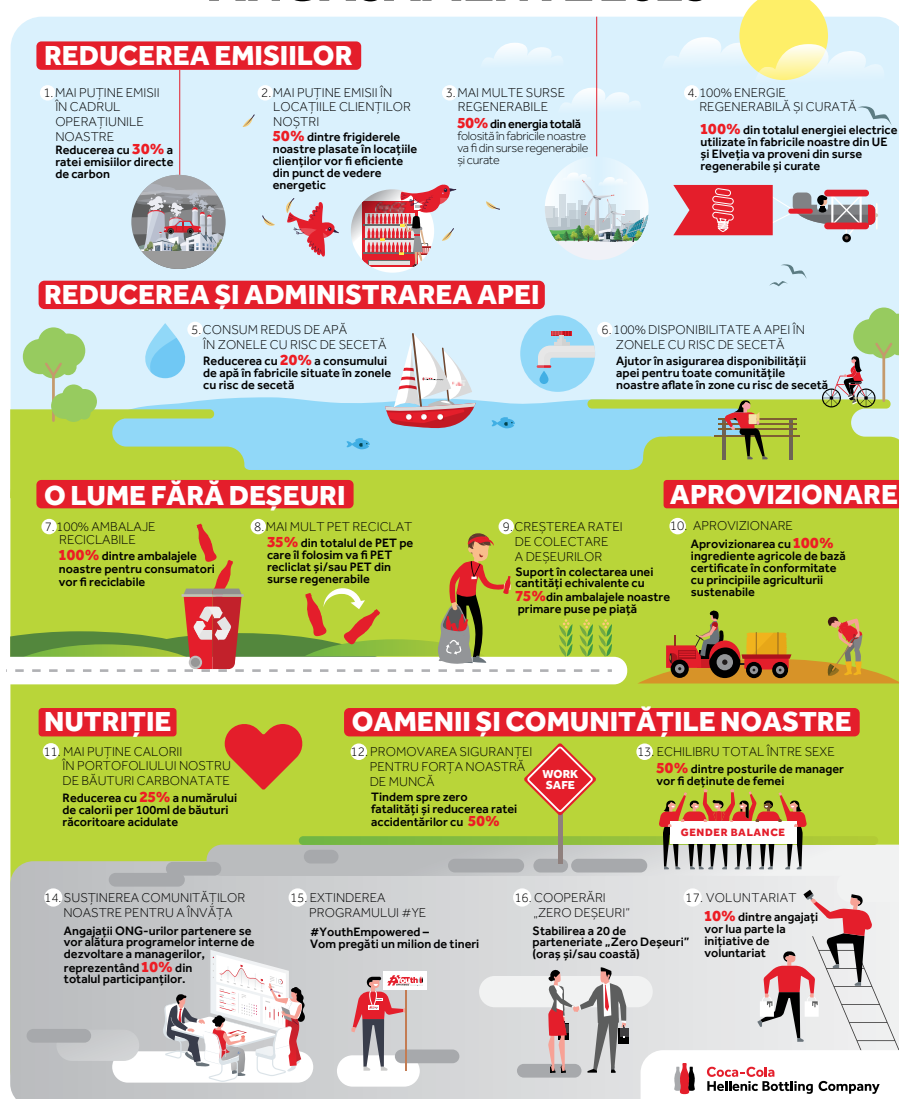 REDUCEREA EMISIILOR
1. MAI PUȚINE EMISII
ÎN CADRUL
OPERAȚIUNILE
NOASTRE
Reducerea cu 30% a
ratei emisiilor directe
de carbon
2. MAI PUȚINE EMISII ÎN
LOCAȚIILE CLIENȚILOR
NOȘTRI
50% dintre frigiderele
noastre plasate în locațiile
clienților vor fi eficiente
din punct de vedere
energetic
3. MAI MULTE SURSE
REGENERABILE
50% din energia totală
folosită în fabricile noastre
va fi din surse regenerabile
și curate
4. 100% ENERGIE
REGENERABILĂ ȘI CURATĂ
100% din totalul energiei electrice
utilizate în fabricile noastre din UE
și Elveția va proveni din surse
regenerabile și curate
REDUCEREA ȘI ADMINISTRAREA APEI
5. CONSUM REDUS DE APĂ
ÎN ZONELE CU RISC DE SECETĂ
Reducerea cu 20% a consumului
de apă în fabricile situate în zonele
cu risc de secetă
6. 100% DISPONIBILITATE A APEI ÎN
ZONELE CU RISC DE SECETĂ
Ajutor în asigurarea disponibilității
apei pentru toate comunitățile
noastre aflate în zone cu risc de secetă
O LUME FĂRĂ DEȘEURI
7. 100% AMBALAJE
RECICLABILE
100% dintre ambalajele
noastre pentru consumatori
vor fi reciclabile
8. MAI MULT PET RECICLAT
35% din totalul de PET pe
care îl folosim va fi PET
recliclat și/sau PET din
surse regenerabile
9. CREȘTEREA RATEI
DE COLECTARE
A DEȘEURILOR
Suport în colectarea unei
cantități echivalente cu
75% din ambalajele noastre
primare puse pe piață
APROVIZIONARE
10. APROVIZIONARE
Aprovizionarea cu 100%
ingrediente agricole de bază
certificate în conformitate
cu principiile agriculturii
sustenabile
NUTRIȚIE
11. MAI PUȚINE CALORII
ÎN PORTOFOLIULUI NOSTRU
DE BĂUTURI CARBONATATE
Reducerea cu 25% a numărului
de calorii per 100ml de băuturi
răcoritoare acidulate
OAMENII ȘI COMUNITĂȚILE NOASTRE
12. PROMOVAREA SIGURANȚEI
PENTRU FORȚA NOASTRĂ
DE MUNCĂ
Tindem spre zero
fatalități și reducerea ratei
accidentărilor cu 50%
WORK
SAFE
13. ECHILIBRU TOTAL ÎNTRE SEXE
50% dintre posturile de manager
vor fi deținute de femei
GENDER BALANCE
14. SUSȚINEREA COMUNITĂȚILOR
NOASTRE PENTRU A ÎNVĂȚA
Angajații ONG-urilor partenere se
vor alătura programelor interne de
dezvoltare a managerilor,
reprezentând 10% din
totalul participanților.
15. EXTINDEREA
PROGRAMULUI #YE
#YouthEmpowered –
Vom pregăti un milion de tineri
16. COOPERĂRI
„ZERO DEȘEURI”
Stabilirea a 20 de
parteneriate „Zero Deșeuri”
(oraș și/sau coastă)
17. VOLUNTARIAT
10% dintre angajați
vor lua parte la
inițiative de
voluntariat
Coca-Cola
Hellenic Bottling Company